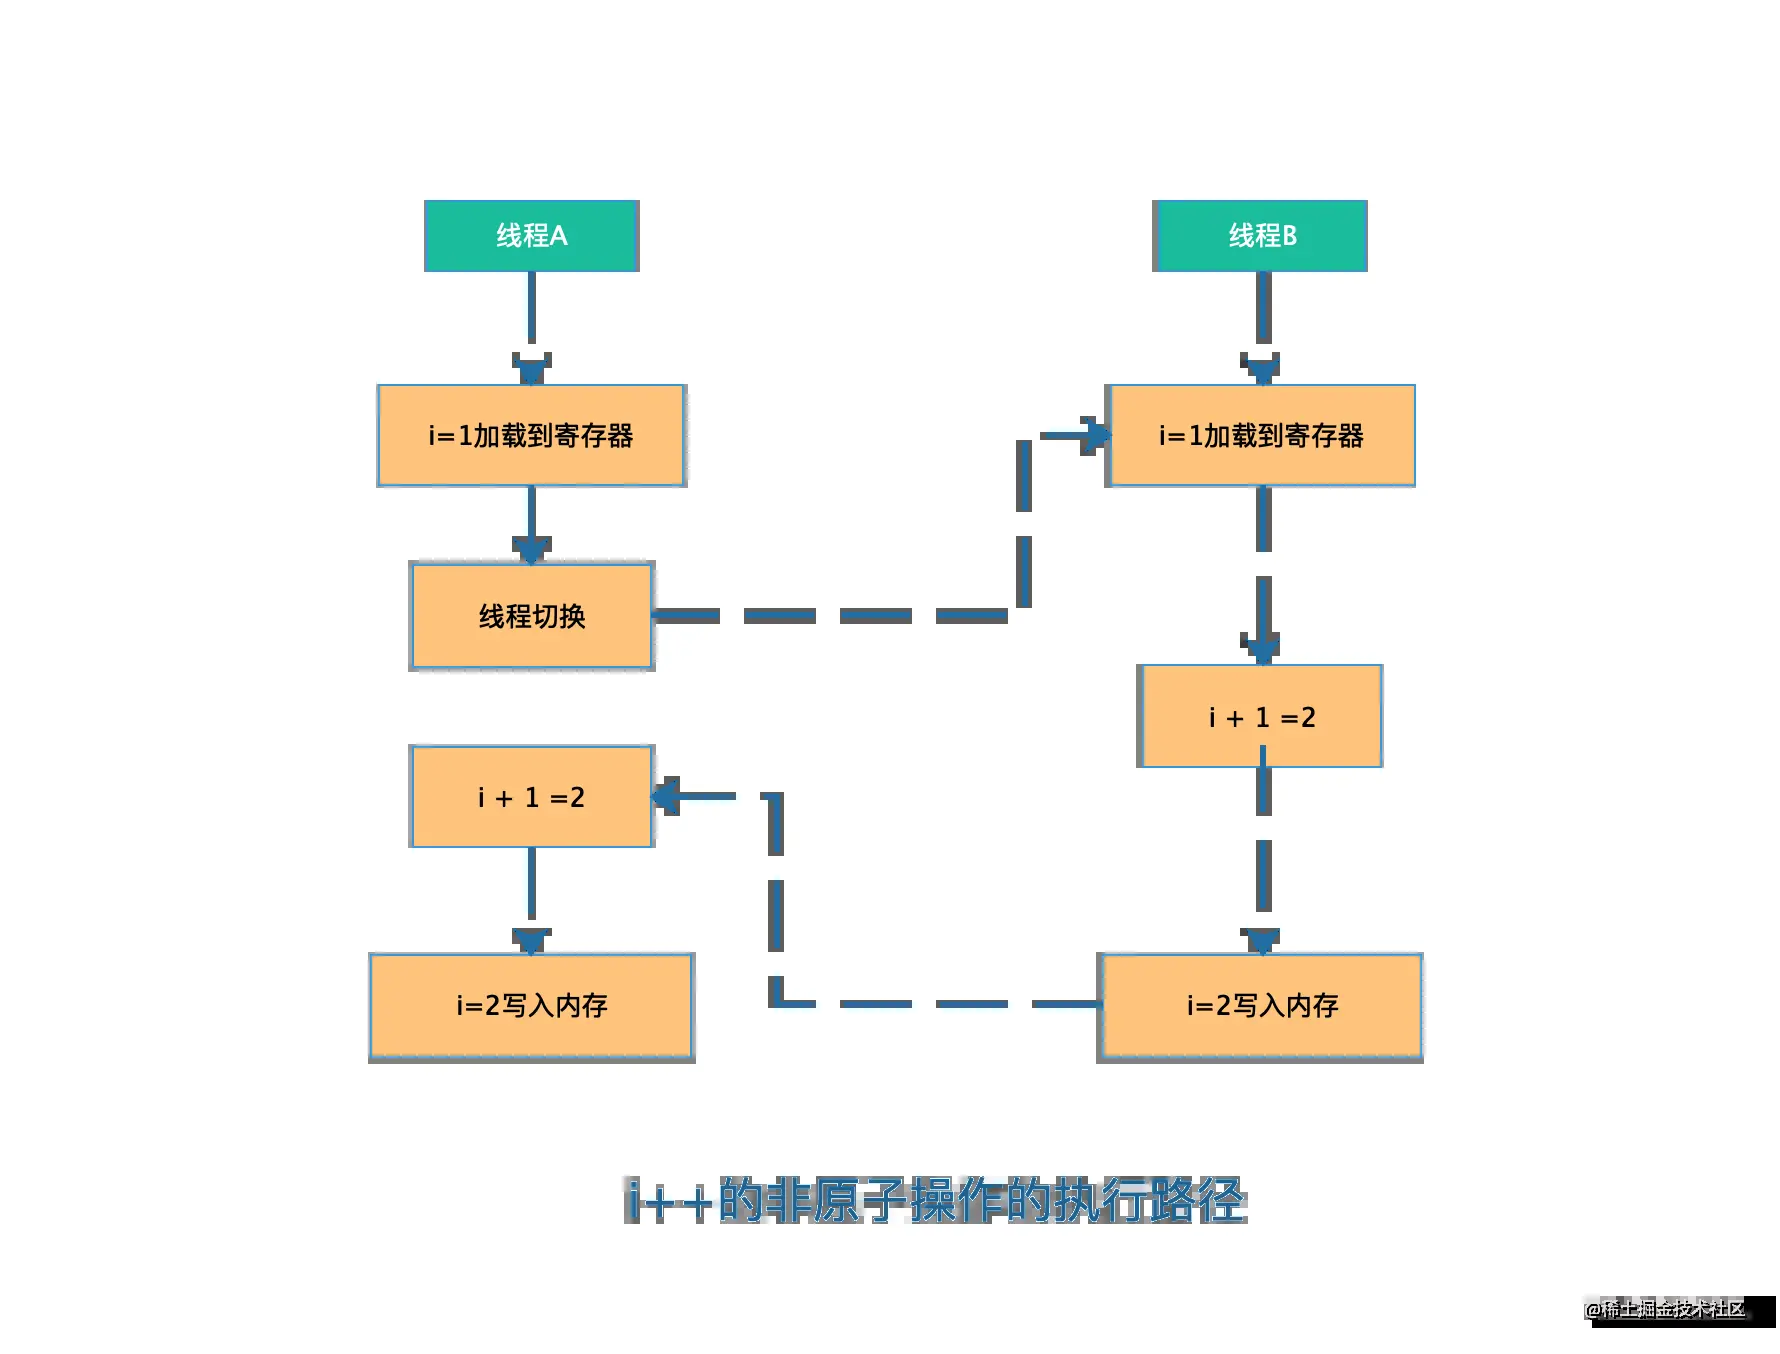 线程A
线程B
i=1加载到寄存器
i=1加载到寄存器
线程切换
i + 1 =2
i + 1 =2
i=2写入内存
i=2写入内存
i++的非原子操作的执行路径
@稀土掘金技术社区